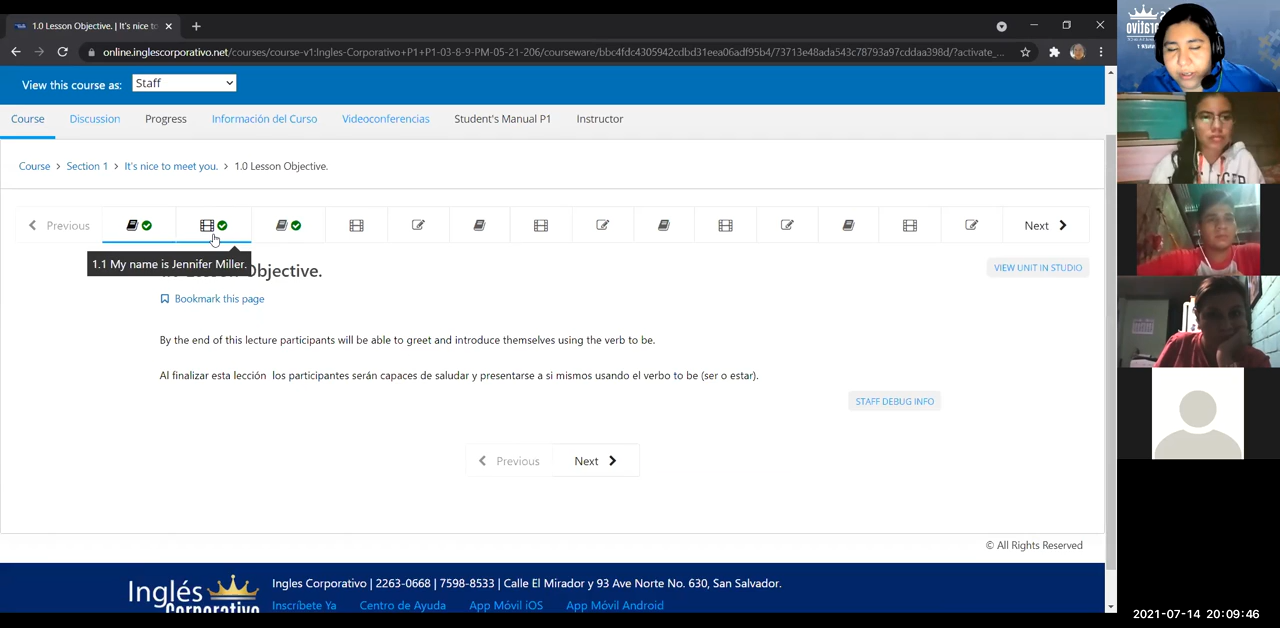 1.0 Lesson Objective. | It's nice to
online.inglescorporativo.net/courses/course-v1:Ingles-Corporativo+P1+P1-03-8-9-PM-05-21-206/courseware/bbc4fdc4305942cdbd31eea06adf95b4/73713e48ada543c78793a97cddaa398d/?activate_...
View this course as: Staff
Course Discussion Progress Información del Curso Videoconferencias Student's Manual P1 Instructor
Course > Section 1 > It's nice to meet you. > 1.0 Lesson Objective.
Previous Next
1.1 My name is Jennifer Miller.
Objective.
VIEW UNIT IN STUDIO
Bookmark this page
By the end of this lecture participants will be able to greet and introduce themselves using the verb to be.
Al finalizar esta lección los participantes serán capaces de saludar y presentarse a si mismos usando el verbo to be (ser o estar).
STAFF DEBUG INFO
Previous Next
© All Rights Reserved
Inglés Corporativo
Ingles Corporativo | 2263-0668 | 7598-8533 | Calle El Mirador y 93 Ave Norte No. 630, San Salvador.
Inscríbete Ya Centro de Ayuda App Móvil iOS App Móvil Android
2021-07-14 20:09:46